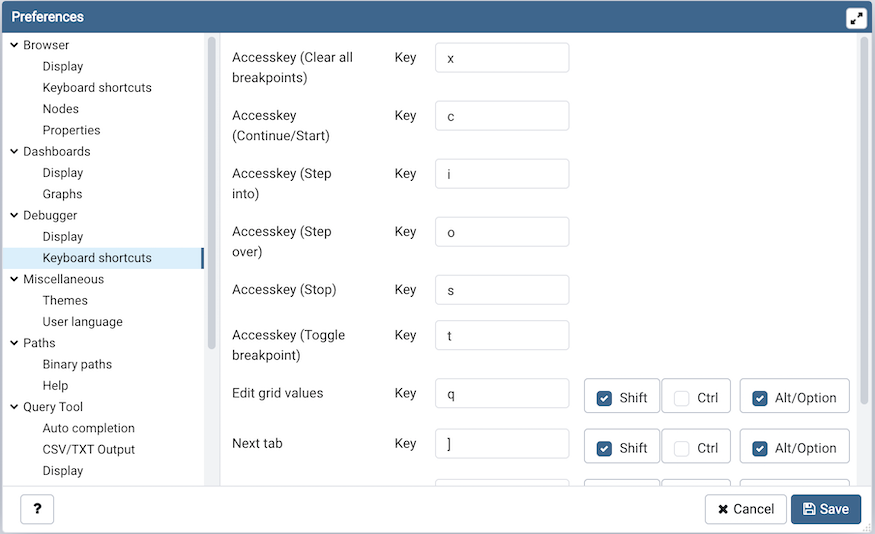 Preferences
Browser
Display
Keyboard shortcuts
Nodes
Properties
Dashboards
Display
Graphs
Debugger
Display
Keyboard shortcuts
Miscellaneous
Themes
User language
Paths
Binary paths
Help
Query Tool
Auto completion
CSV/TXT Output
Display
Accesskey (Clear all Key x
breakpoints)
Accesskey Key c
(Continue/Start)
Accesskey (Step Key i
into)
Accesskey (Step Key o
over)
Accesskey (Stop) Key s
Accesskey (Toggle Key t
breakpoint)
Edit grid values Key q Shift Ctrl Alt/Option
Next tab Key ] Shift Ctrl Alt/Option
? Cancel Save